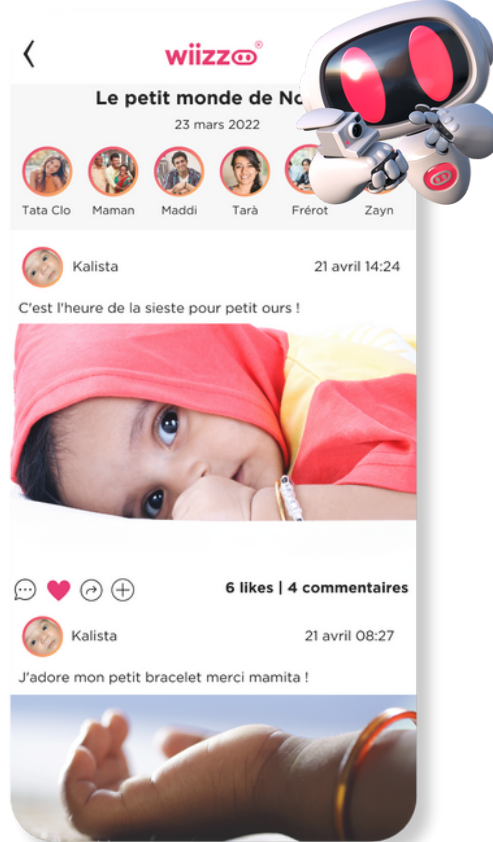 wiizzoo®
Le petit monde de
23 mars 2022
Tata Clo Maman Maddi Tarà Frérot Zayn
Kalista 21 avril 14:24
C'est l'heure de la sieste pour petit ours !
6 likes | 4 commentaires
Kalista 21 avril 08:27
J'adore mon petit bracelet merci mamita !